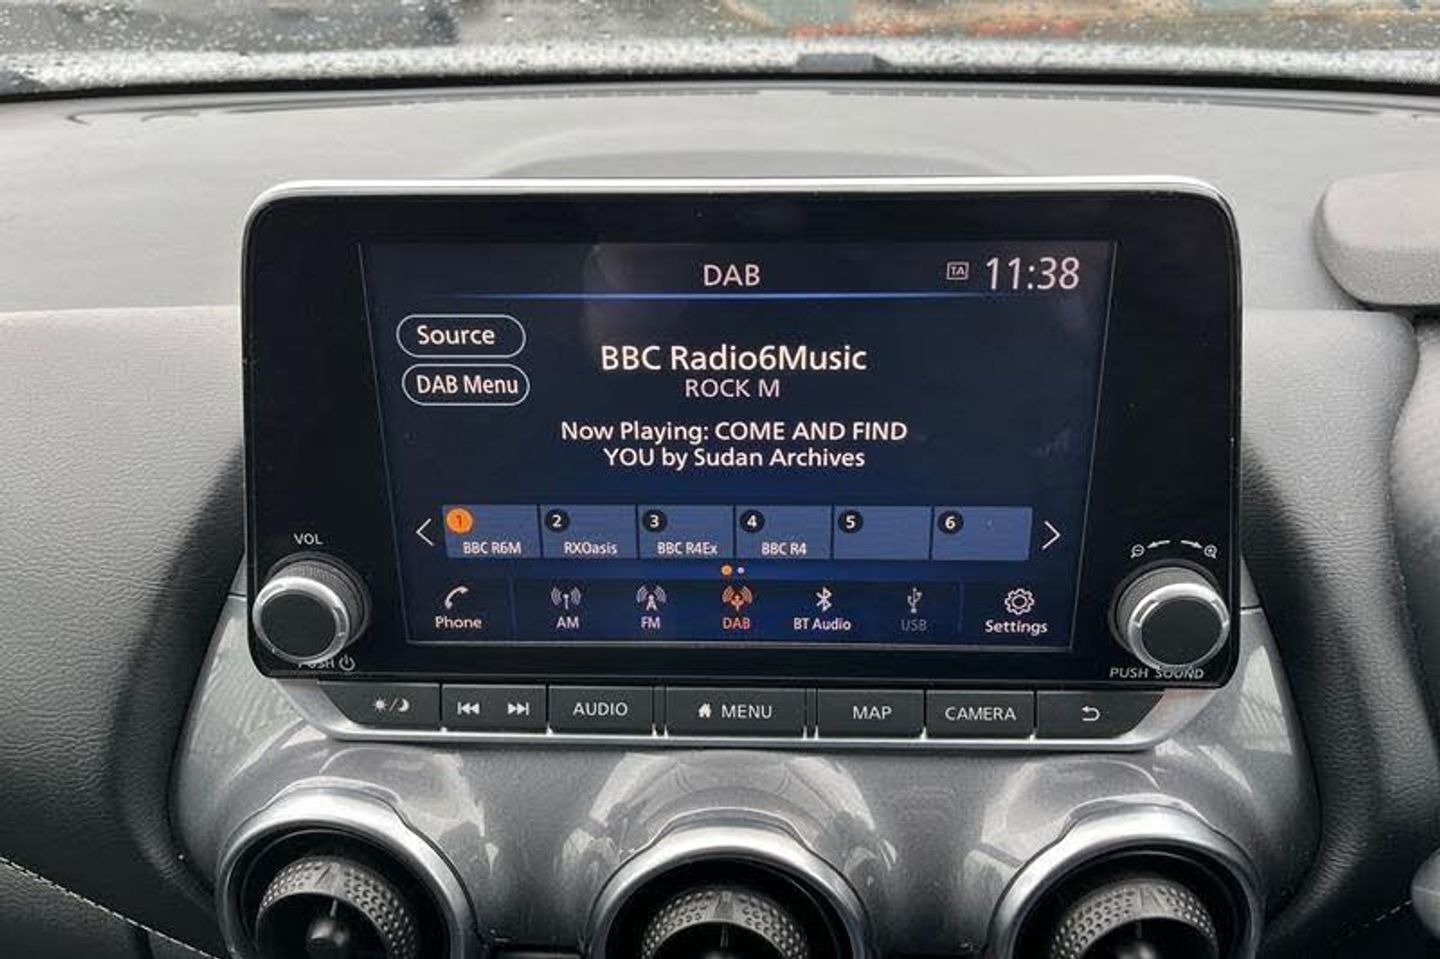 DAB
TA
11:38
Source
DAB Menu
BBC Radio6Music
ROCK M
Now Playing: COME AND FIND
YOU by Sudan Archives
1
BBC R6M
2
RXOasis
3
BBC R4Ex
4
BBC R4
5
6
Phone
AM
FM
DAB
BT Audio
USB
Settings
VOL
PUSH
PUSH SOUND
AUDIO
MENU
MAP
CAMERA